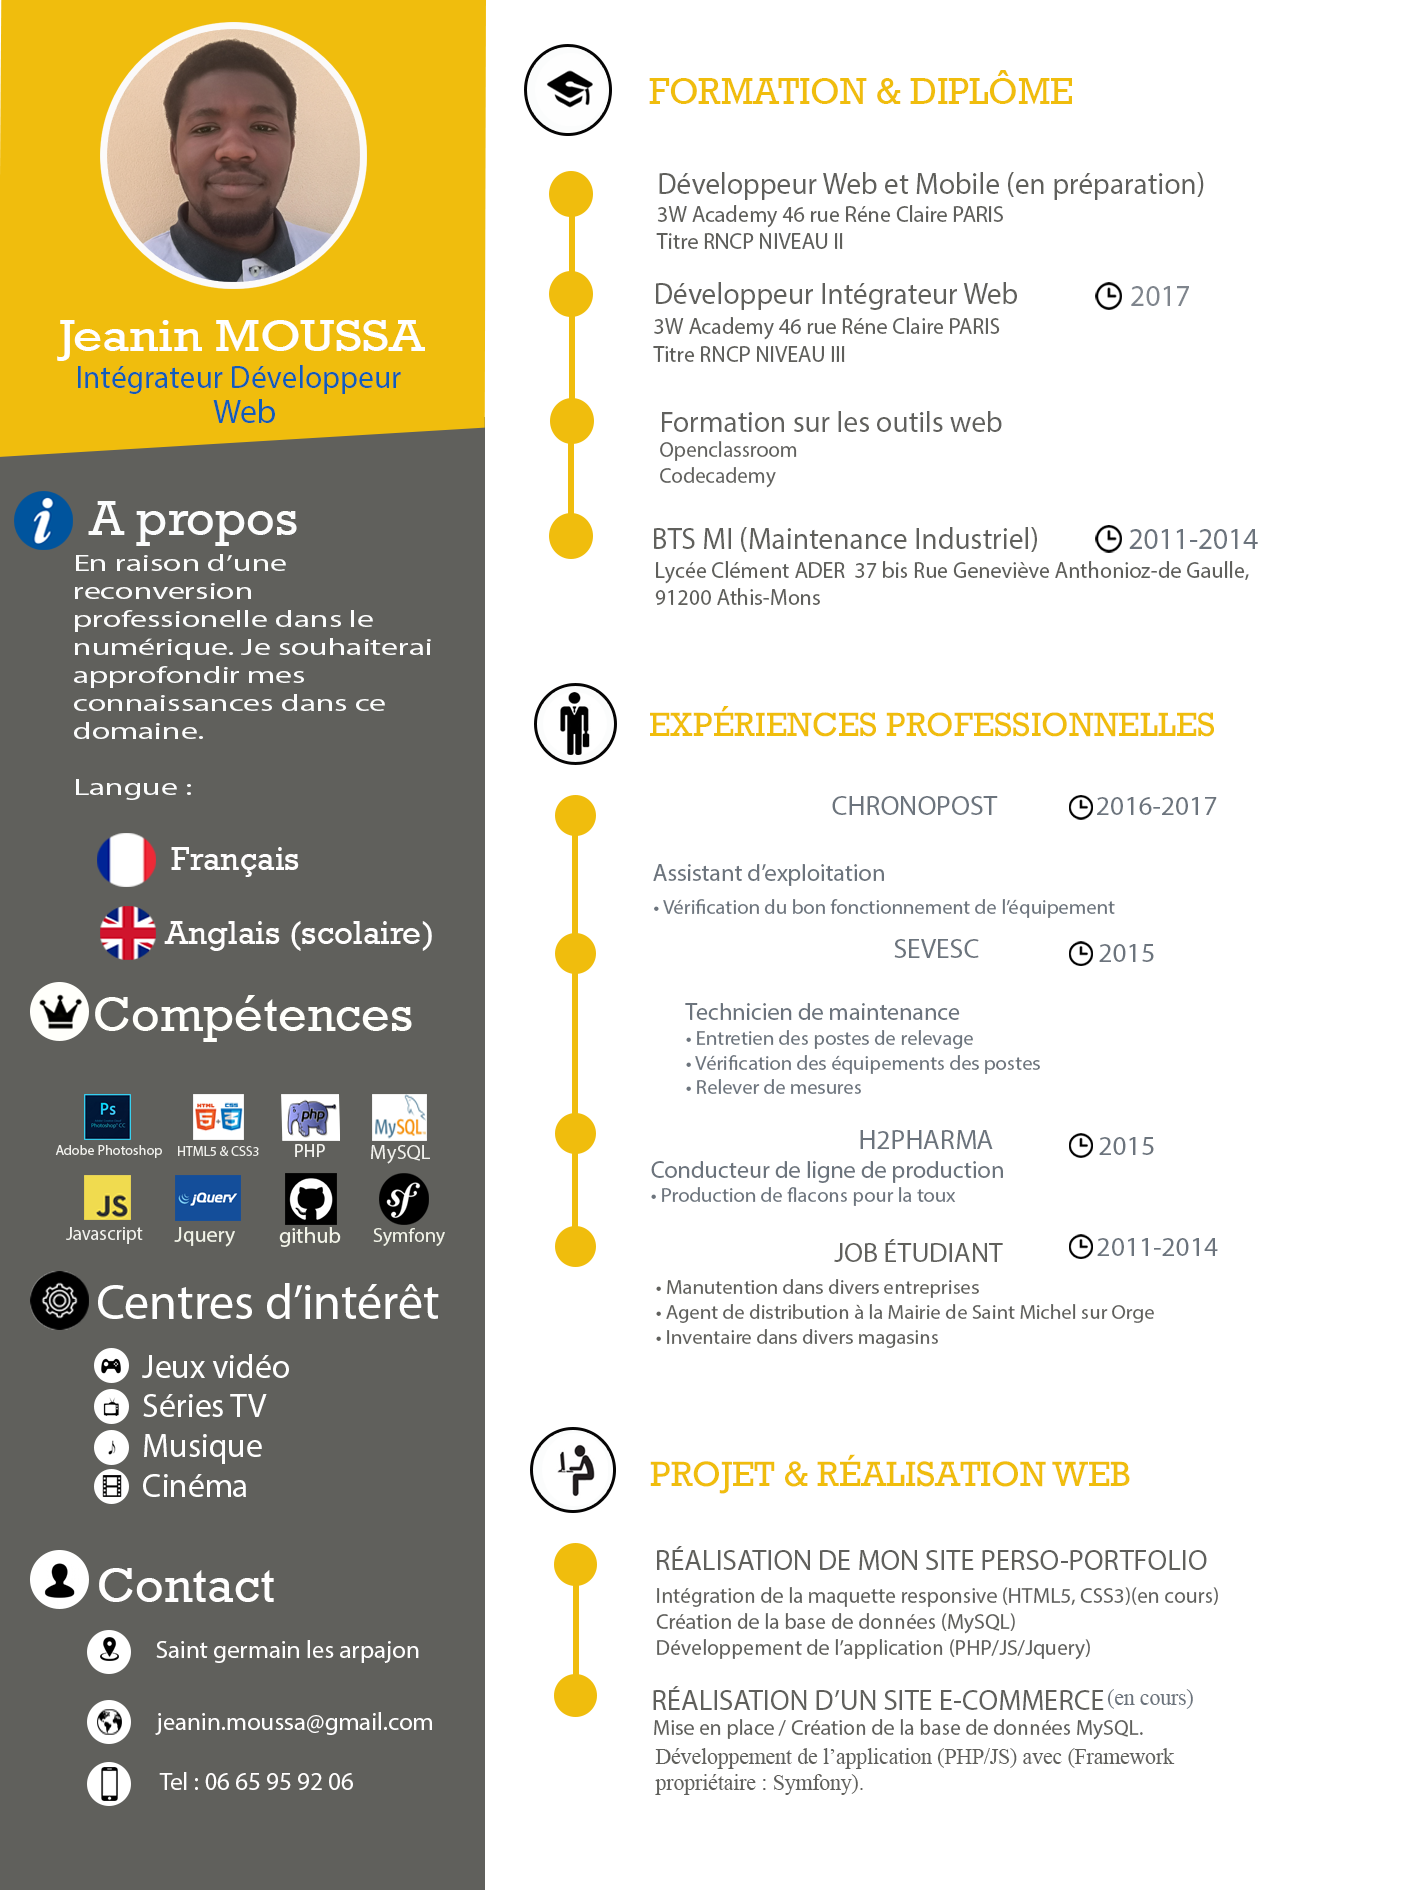 Jeanin MOUSSA
Intégrateur Développeur
Web
A propos
En raison d’une
reconversion
professionelle dans le
numérique. Je souhaiterai
approfondir mes
connaissances dans ce
domaine.
Langue :
Français
Anglais (scolaire)
Compétences
Ps
Photoshop CC
HTML CSS
5+3
php
MySQL
Adobe Photoshop
HTML5 & CSS3
PHP
MySQL
JS
jQuery
sf
Javascript
Jquery
github
Symfony
Centres d’intérêt
Jeux vidéo
Séries TV
Musique
Cinéma
Contact
Saint germain les arpajon
jeanin.moussa@gmail.com
Tel : 06 65 95 92 06
FORMATION & DIPLÔME
Développeur Web et Mobile (en préparation)
3W Academy 46 rue Réne Claire PARIS
Titre RNCP NIVEAU II
Développeur Intégrateur Web 2017
3W Academy 46 rue Réne Claire PARIS
Titre RNCP NIVEAU III
Formation sur les outils web
Openclassroom
Codecademy
BTS MI (Maintenance Industriel) 2011-2014
Lycée Clément ADER 37 bis Rue Geneviève Anthonioz-de Gaulle,
91200 Athis-Mons
EXPÉRIENCES PROFESSIONNELLES
CHRONOPOST 2016-2017
Assistant d’exploitation
• Vérification du bon fonctionnement de l’équipement
SEVESC 2015
Technicien de maintenance
• Entretien des postes de relevage
• Vérification des équipements des postes
• Relever de mesures
H2PHARMA 2015
Conducteur de ligne de production
• Production de flacons pour la toux
JOB ÉTUDIANT 2011-2014
• Manutention dans divers entreprises
• Agent de distribution à la Mairie de Saint Michel sur Orge
• Inventaire dans divers magasins
PROJET & RÉALISATION WEB
RÉALISATION DE MON SITE PERSO-PORTFOLIO
Intégration de la maquette responsive (HTML5, CSS3)(en cours)
Création de la base de données (MySQL)
Développement de l’application (PHP/JS/Jquery)
RÉALISATION D’UN SITE E-COMMERCE (en cours)
Mise en place / Création de la base de données MySQL.
Développement de l’application (PHP/JS) avec (Framework
propriétaire : Symfony).